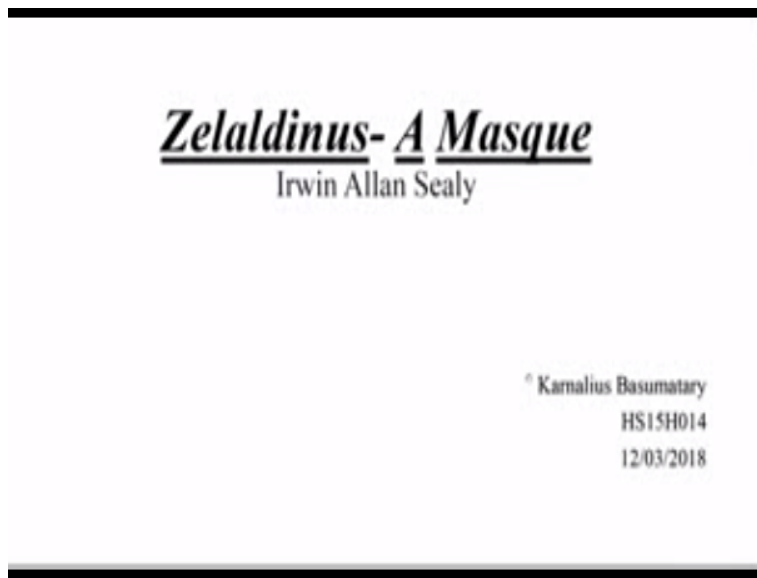 Zelaldinus- A Masque
Irwin Allan Sealy
© Karnalius Basumatary
HS15H014
12/03/2018